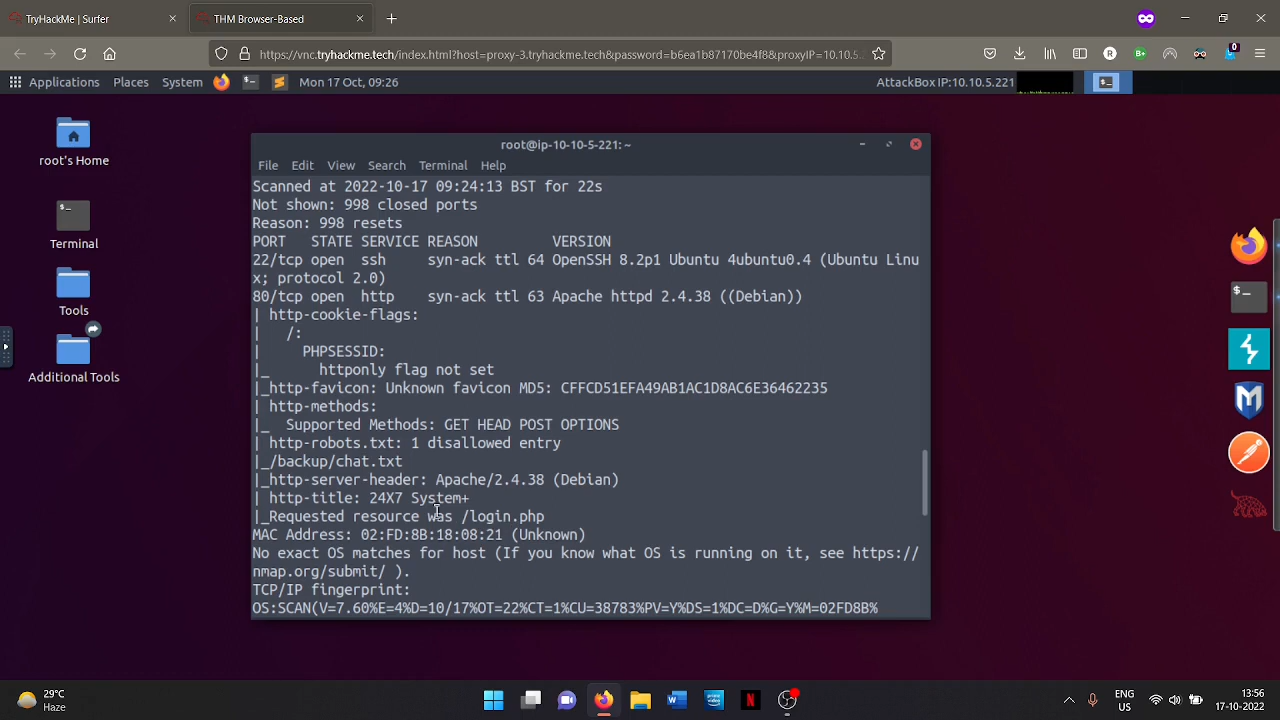 TryHackMe | Surfer
THM Browser-Based
https://vnc.tryhackme.tech/index.html?host=proxy-3.tryhackme.tech&password=b6ea1b87170be4f8&proxyIP=10.10.5.
0
Applications Places System Mon 17 Oct, 09:26 AttackBox IP:10.10.5.221
root's Home
Terminal
Tools
Additional Tools
root@ip-10-10-5-221: ~
File Edit View Search Terminal Help
Scanned at 2022-10-17 09:24:13 BST for 22s
Not shown: 998 closed ports
Reason: 998 resets
PORT STATE SERVICE REASON VERSION
22/tcp open ssh syn-ack ttl 64 OpenSSH 8.2p1 Ubuntu 4ubuntu0.4 (Ubuntu Linu
x; protocol 2.0)
80/tcp open http syn-ack ttl 63 Apache httpd 2.4.38 ((Debian))
| http-cookie-flags:
| /:
| PHPSESSID:
|_ httponly flag not set
|_http-favicon: Unknown favicon MD5: CFFCD51EFA49AB1AC1D8AC6E36462235
| http-methods:
|_ Supported Methods: GET HEAD POST OPTIONS
| http-robots.txt: 1 disallowed entry
|_/backup/chat.txt
|_http-server-header: Apache/2.4.38 (Debian)
| http-title: 24X7 System+
|_Requested resource was /login.php
MAC Address: 02:FD:8B:18:08:21 (Unknown)
No exact OS matches for host (If you know what OS is running on it, see https://
nmap.org/submit/ ).
TCP/IP fingerprint:
OS:SCAN(V=7.60%E=4%D=10/17%OT=22%CT=1%CU=38783%PV=Y%DS=1%DC=D%G=Y%M=02FD8B%
29°C
Haze
ENG
US
13:56
17-10-2022